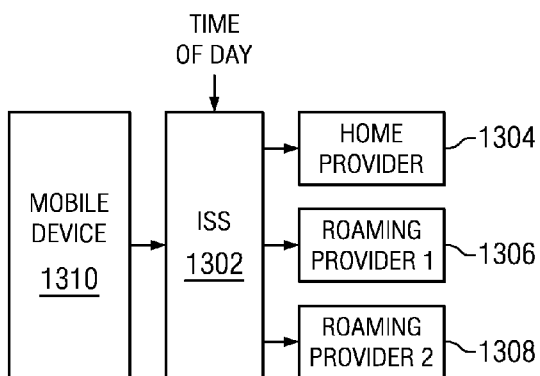 TIME
OF DAY
MOBILE
DEVICE
1310
ISS
1302
HOME
PROVIDER
1304
ROAMING
PROVIDER 1
1306
ROAMING
PROVIDER 2
1308